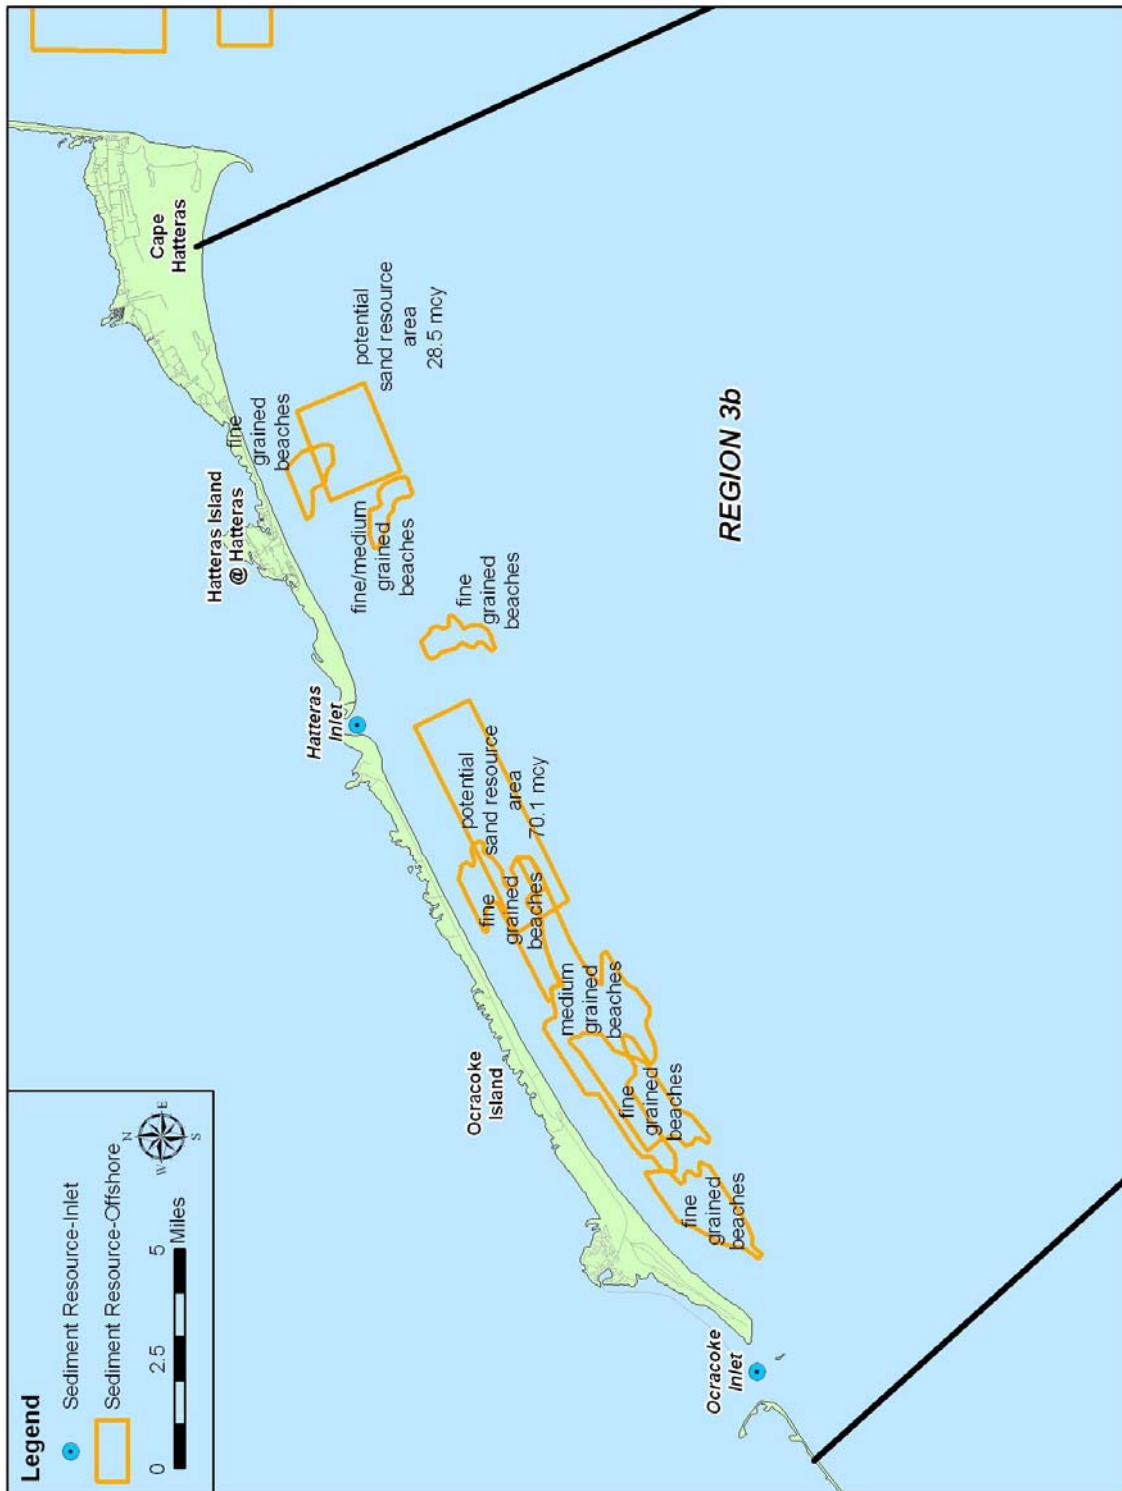 Legend
Sediment Resource-Inlet
Sediment Resource-Offshore
0 2.5 5
Miles
N
W
E
S
Cape
Hatteras
Hatteras Island
@ Hatteras
Hatteras
Inlet
Ocracoke
Island
Ocracoke
Inlet
fine
grained
beaches
potential
sand resource
area
28.5 mcy
fine/medium
grained
beaches
fine
grained
beaches
potential
sand resource
area
70.1 mcy
fine
grained
beaches
medium
grained
beaches
fine
grained
beaches
fine
grained
beaches
REGION 3b